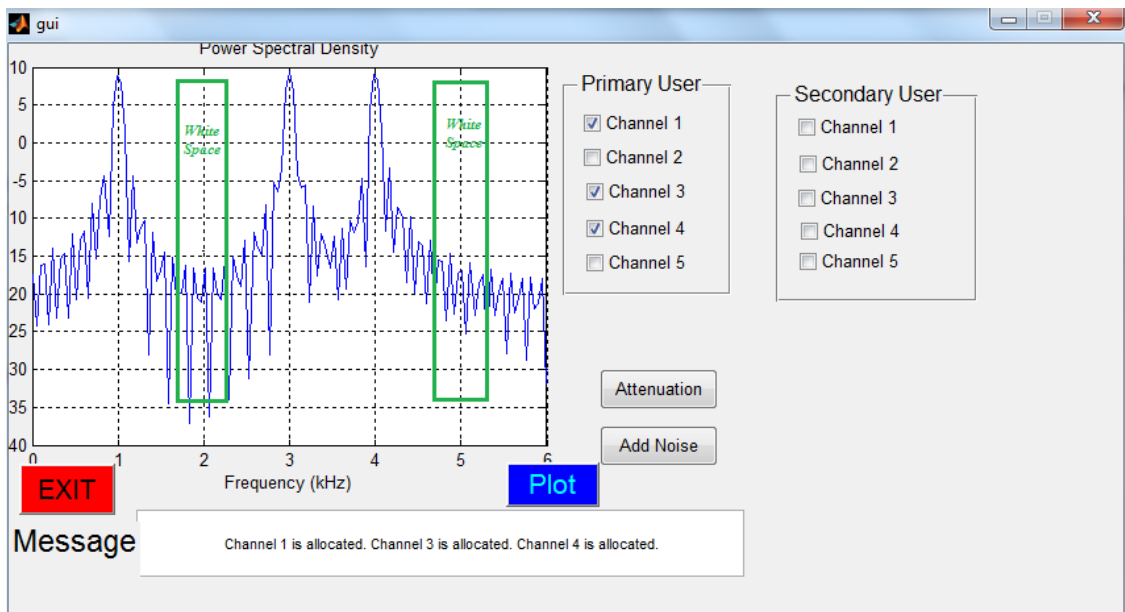 gui
Power Spectral Density
10
5
0
-5
10
15
20
25
30
35
40
0 1 2 3 4 5 6
Frequency (kHz)
White
Space
White
Space
Primary User
Channel 1
Channel 2
Channel 3
Channel 4
Channel 5
Secondary User
Channel 1
Channel 2
Channel 3
Channel 4
Channel 5
Attenuation
Add Noise
EXIT
Plot
Message
Channel 1 is allocated. Channel 3 is allocated. Channel 4 is allocated.